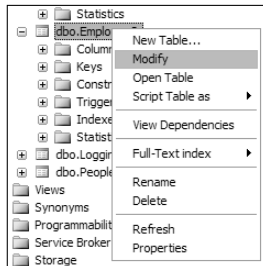 Statistics
dbo.Emplo
Column
Keys
Constr
Trigger
Indexe
Statist
dbo.Loggin
dbo.People
Views
Synonyms
Programmabilit
Service Broker
Storage
New Table...
Modify
Open Table
Script Table as
View Dependencies
Full-Text index
Rename
Delete
Refresh
Properties